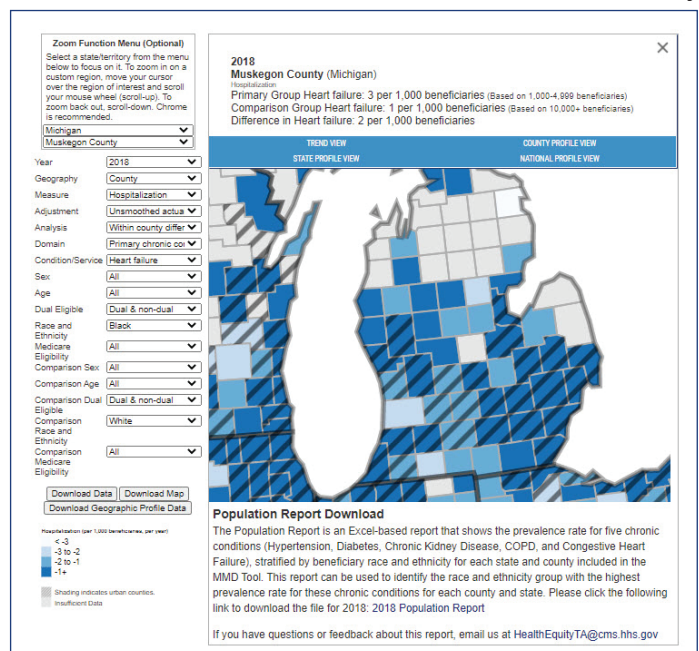 Zoom Function Menu (Optional)
Select a state/territory from the menu
below to focus on it. To zoom in on a
custom region, move your cursor
over the region of interest and scroll
your mouse wheel (scroll-up). To
zoom back out, scroll-down. Chrome
is recommended.
Michigan
Muskegon County
Year 2018
Geography County
Measure Hospitalization
Adjustment Unsmoothed actua
Analysis Within county differ
Domain Primary chronic cor
Condition/Service Heart failure
Sex All
Age All
Dual Eligible Dual & non-dual
Race and Black
Ethnicity
Medicare All
Eligibility
Comparison Sex All
Comparison Age All
Comparison Dual Dual & non-dual
Eligible
Comparison White
Race and
Ethnicity
Comparison All
Medicare
Eligibility
Download Data Download Map
Download Geographic Profile Data
Hospitalization (per 1,000 beneficiaries, per year)
< -3
-3 to -2
-2 to -1
-1+
Shading indicates urban counties.
Insufficient Data
2018
Muskegon County (Michigan)
Hospitalization
Primary Group Heart failure: 3 per 1,000 beneficiaries (Based on 1,000-4,999 beneficiaries)
Comparison Group Heart failure: 1 per 1,000 beneficiaries (Based on 10,000+ beneficiaries)
Difference in Heart failure: 2 per 1,000 beneficiaries
TREND VIEW COUNTY PROFILE VIEW
STATE PROFILE VIEW NATIONAL PROFILE VIEW
Population Report Download
The Population Report is an Excel-based report that shows the prevalence rate for five chronic
conditions (Hypertension, Diabetes, Chronic Kidney Disease, COPD, and Congestive Heart
Failure), stratified by beneficiary race and ethnicity for each state and county included in the
MMD Tool. This report can be used to identify the race and ethnicity group with the highest
prevalence rate for these chronic conditions for each county and state. Please click the following
link to download the file for 2018: 2018 Population Report
If you have questions or feedback about this report, email us at HealthEquityTA@cms.hhs.gov